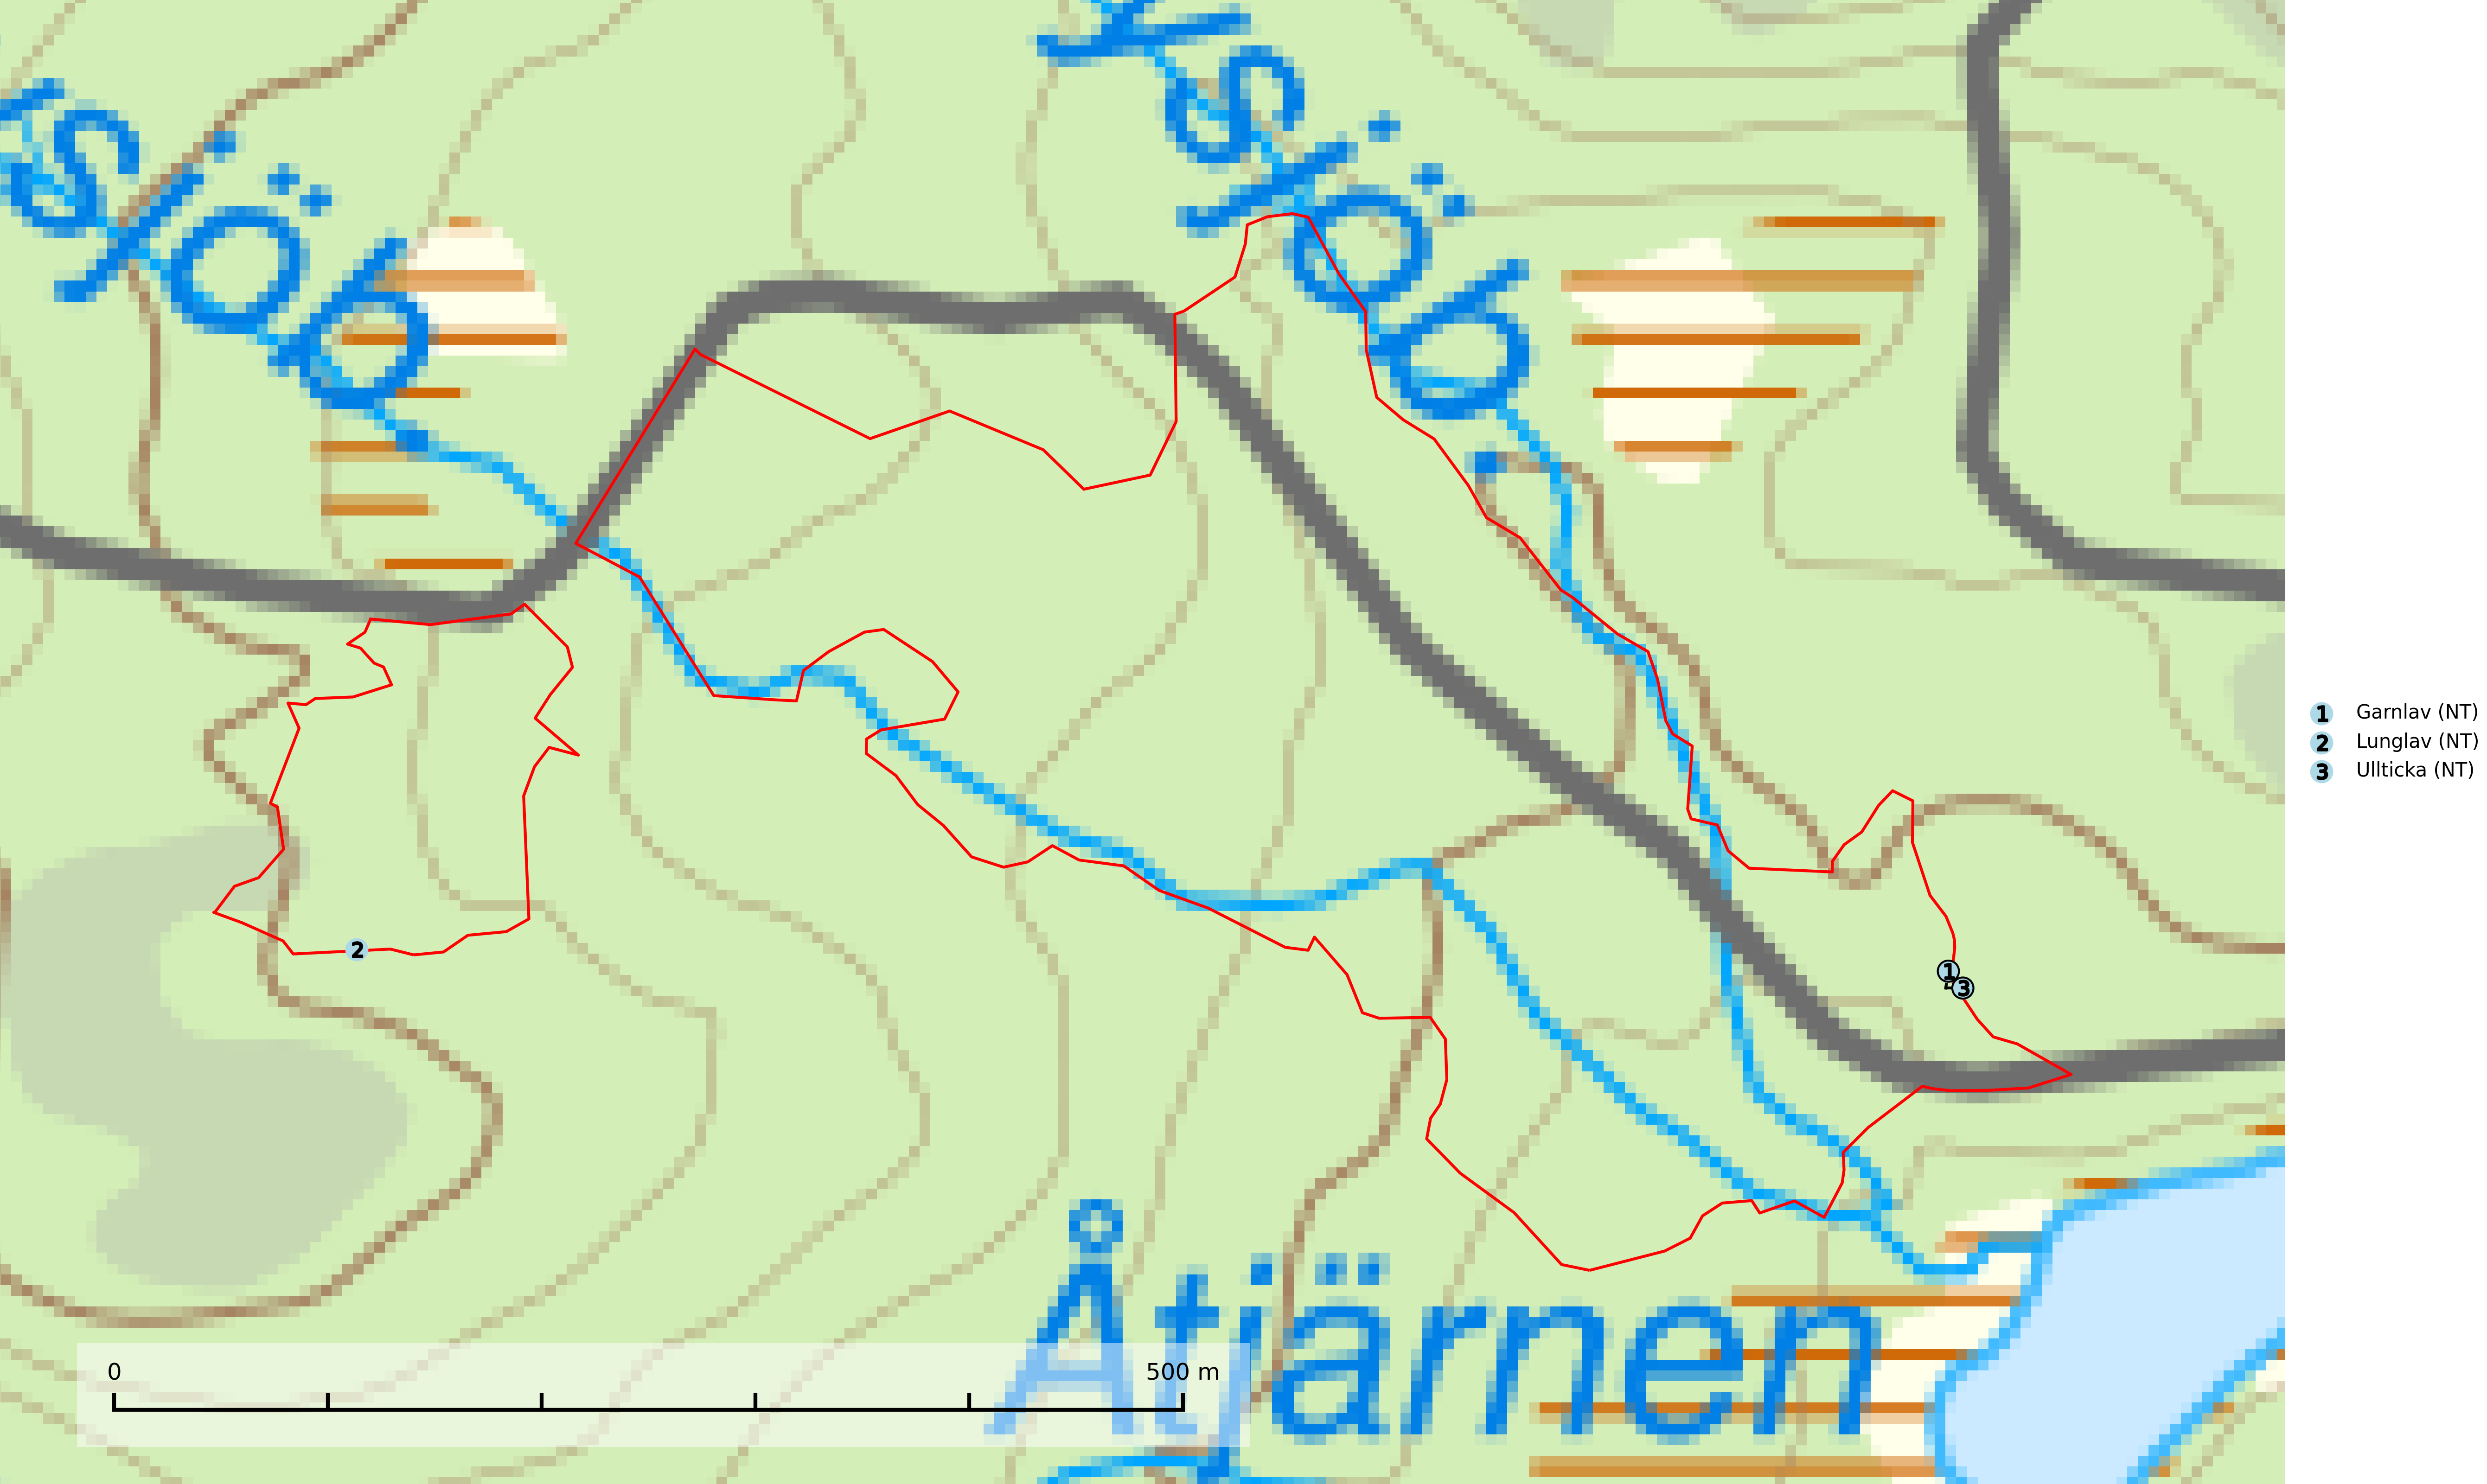 Sjöb
Sjöb
Åtjärnen
0 500 m
1 Garnlav (NT)
2 Lunglav (NT)
3 Ullticka (NT)
1
3
2